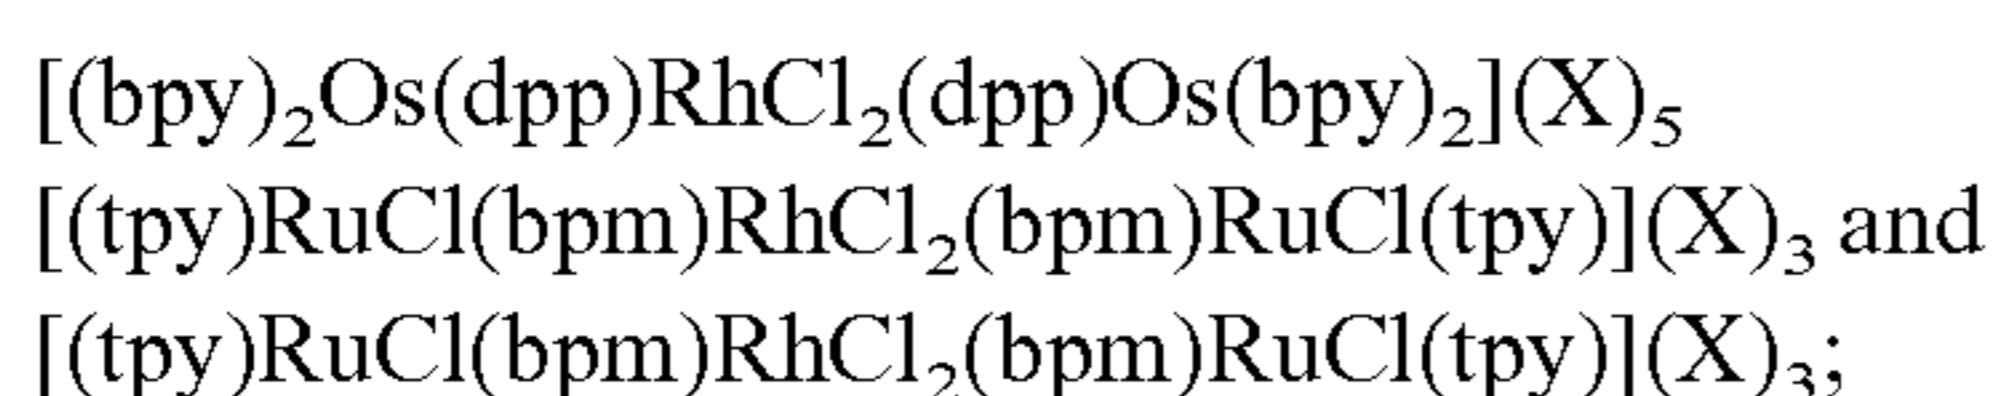 [(bpy)₂Os(dpp)RhCl₂(dpp)Os(bpy)₂](X)₅
[(tpy)RuCl(bpm)RhCl₂(bpm)RuCl(tpy)](X)₃ and
[(tpy)RuCl(bpm)RhCl₂(bpm)RuCl(tpy)](X)₃;